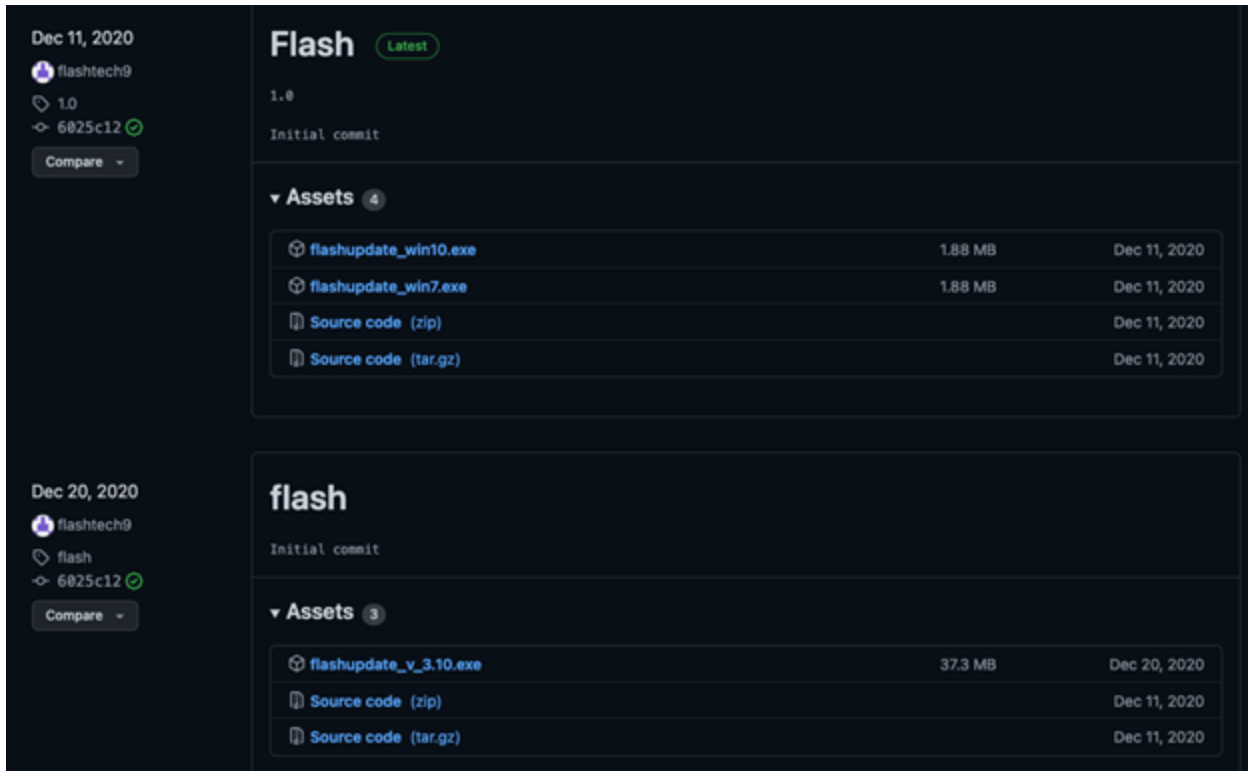 Dec 11, 2020
flashtech9
1.0
6025c12
Compare
Flash Latest
1.0
Initial commit
Assets 4
flashupdate_win10.exe 1.88 MB Dec 11, 2020
flashupdate_win7.exe 1.88 MB Dec 11, 2020
Source code (zip) Dec 11, 2020
Source code (tar.gz) Dec 11, 2020
Dec 20, 2020
flashtech9
flash
6025c12
Compare
flash
Initial commit
Assets 3
flashupdate_v_3.10.exe 37.3 MB Dec 20, 2020
Source code (zip) Dec 11, 2020
Source code (tar.gz) Dec 11, 2020